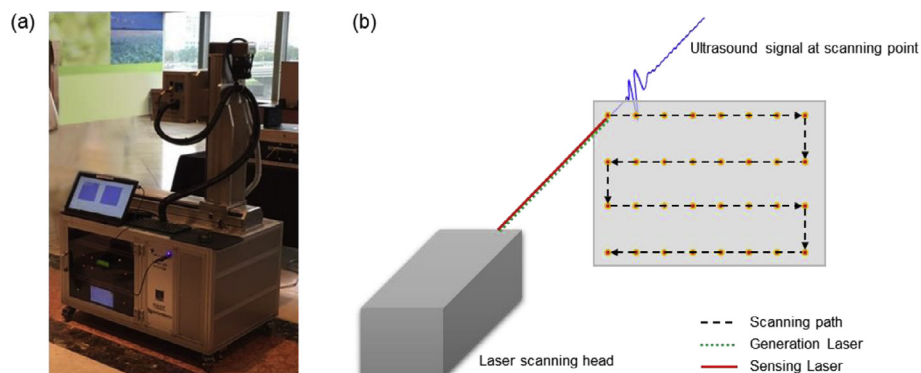 (a)
(b)
Ultrasound signal at scanning point
Laser scanning head
Scanning path
Generation Laser
Sensing Laser